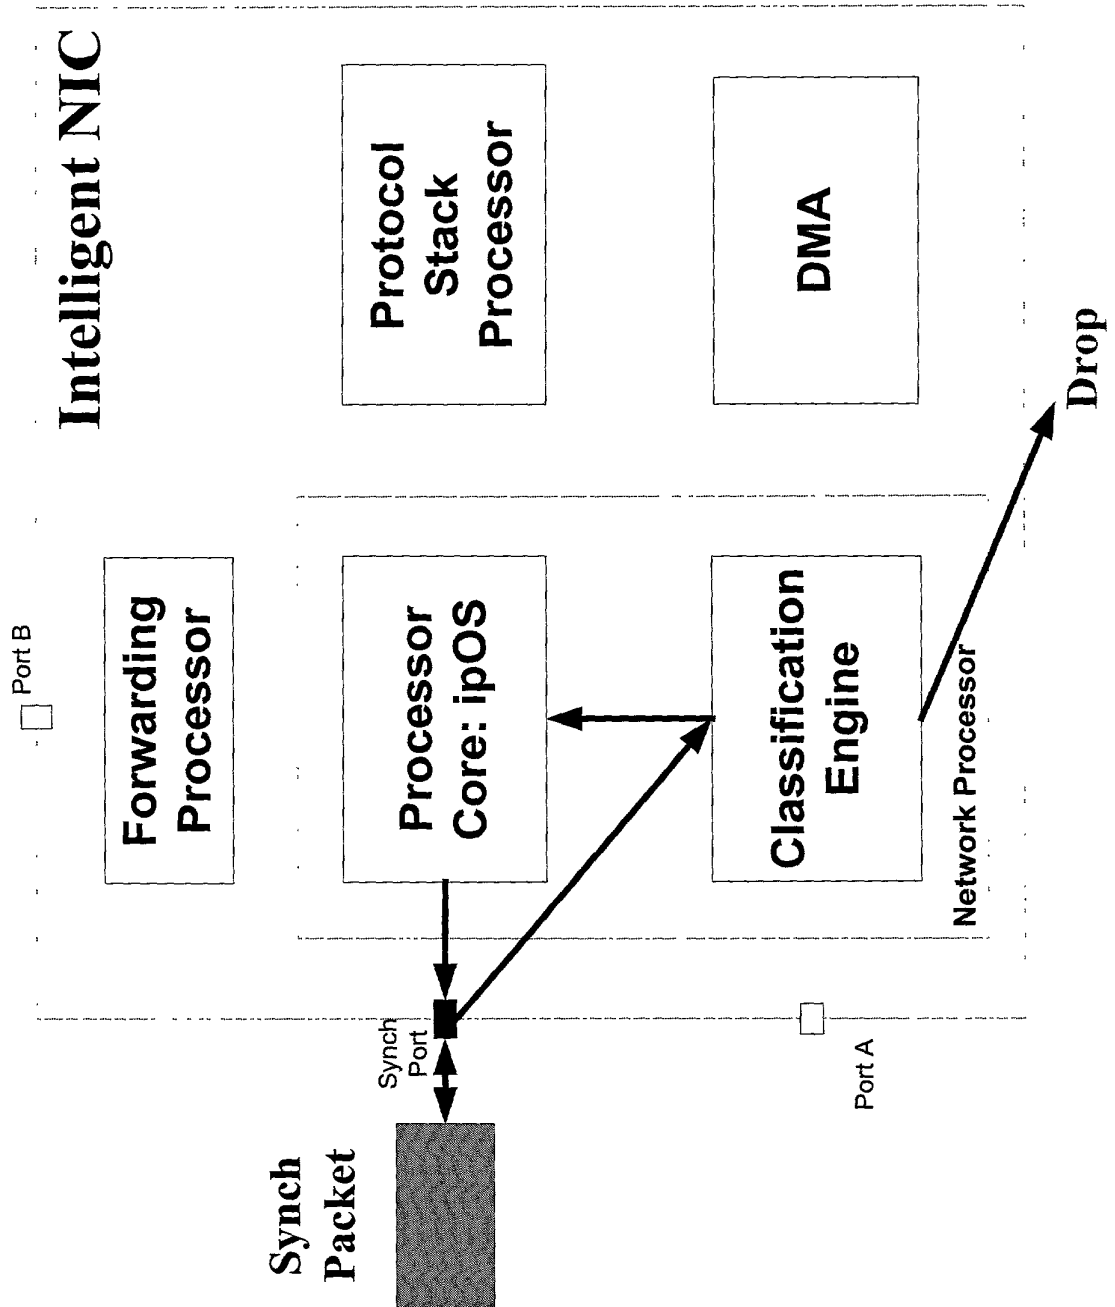 Intelligent NIC
Port B
Forwarding
Processor
Processor
Core: ipOS
Protocol
Stack
Processor
Classification
Engine
DMA
Network Processor
Synch
Port
Port A
Synch
Packet
Drop